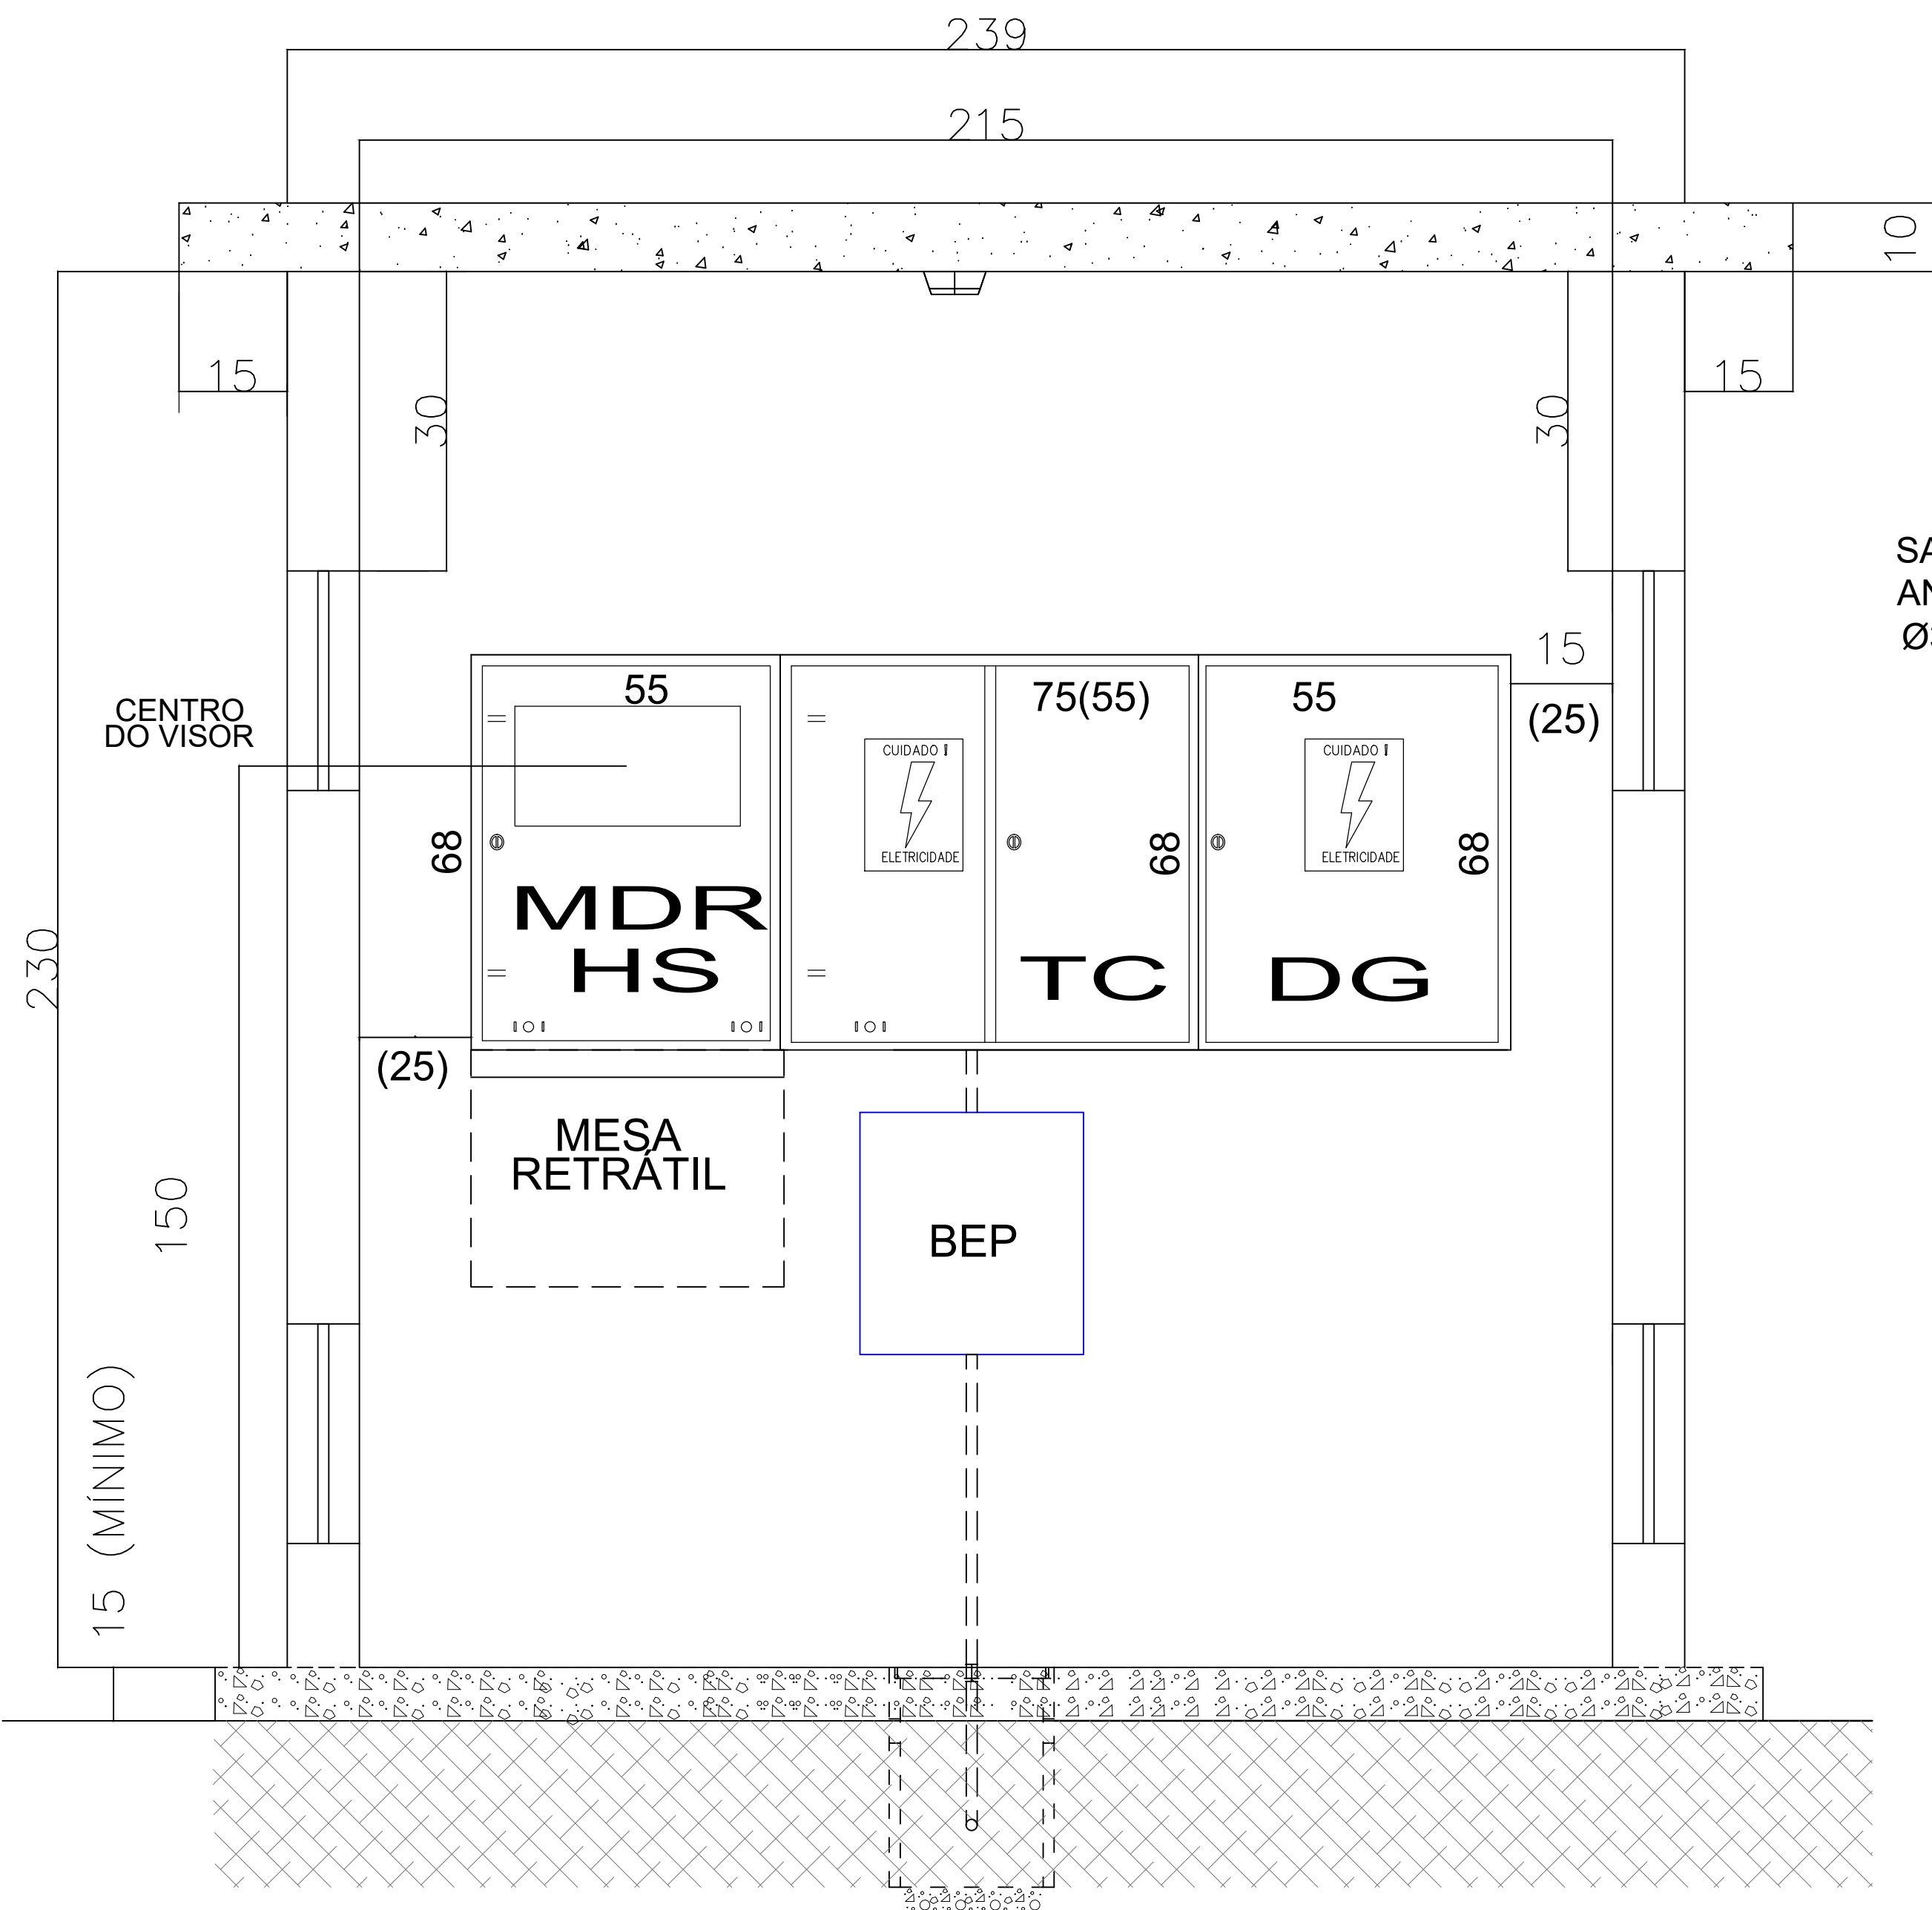 239
215
10
15
15
30
30
SA
AN
15
55
75(55)
55
(25)
CENTRO
DO VISOR
CUIDADO !
CUIDADO !
68
68
68
ELETRICIDADE
ELETRICIDADE
MDR
HS
TC
DG
230
(25)
MESA
RETRÁTIL
150
BEP
15 (MÍNIMO)